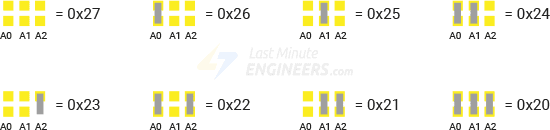 = 0x27 = 0x26 = 0x25 = 0x24
A0 A1 A2 A0 A1 A2 A0 A1 A2 A0 A1 A2
Last Minute
ENGINEERS.com
= 0x23 = 0x22 = 0x21 = 0x20
A0 A1 A2 A0 A1 A2 A0 A1 A2 A0 A1 A2